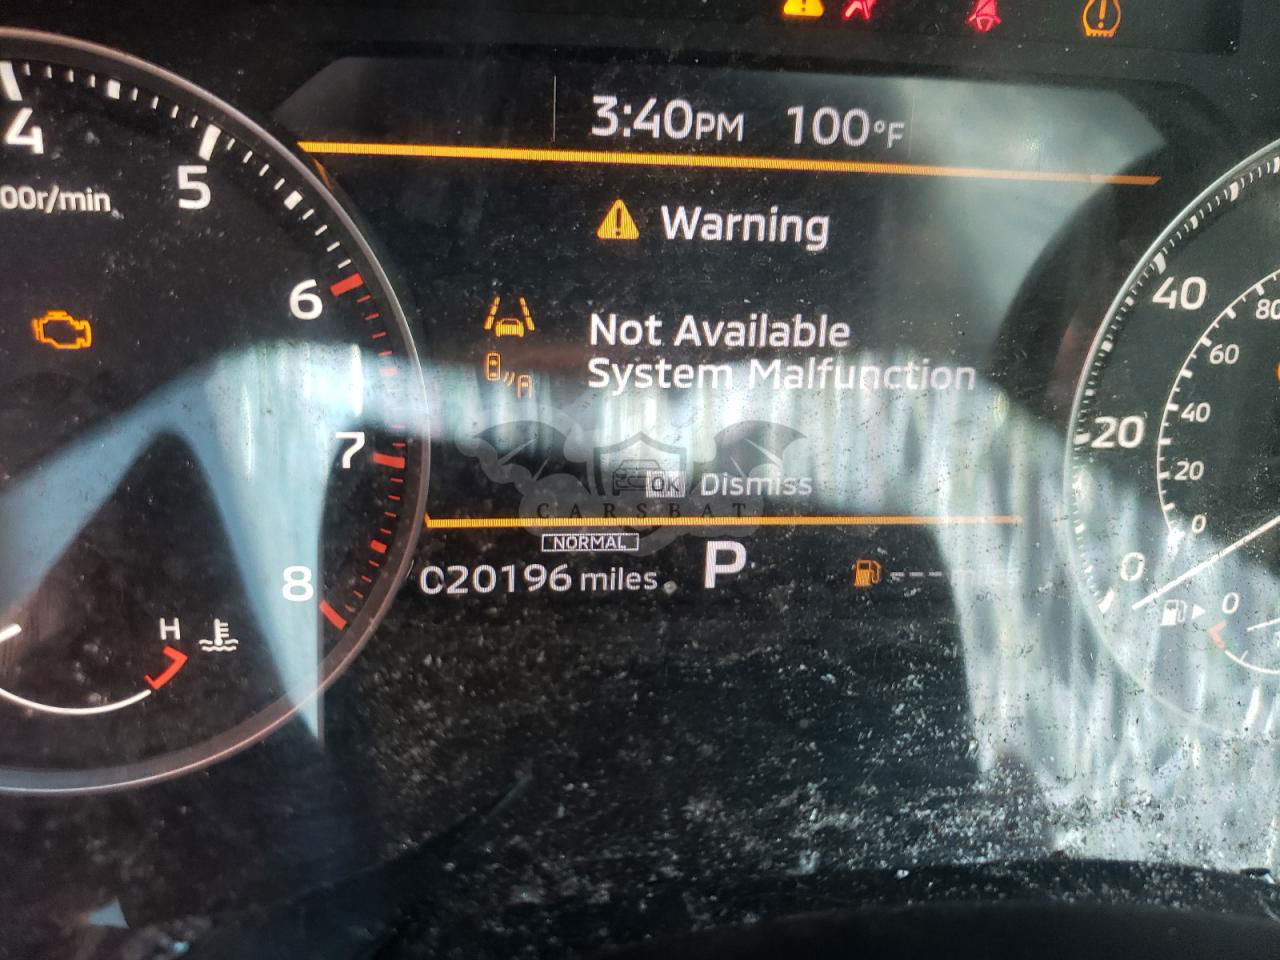 3:40PM 100°F
4
5
00r/min
Warning
6
40
80
Not Available
60
System Malfunction
40
7
20
20
OK Dismiss
CARSBAT
0
NORMAL
020196 miles
P
----
8
0
H
0